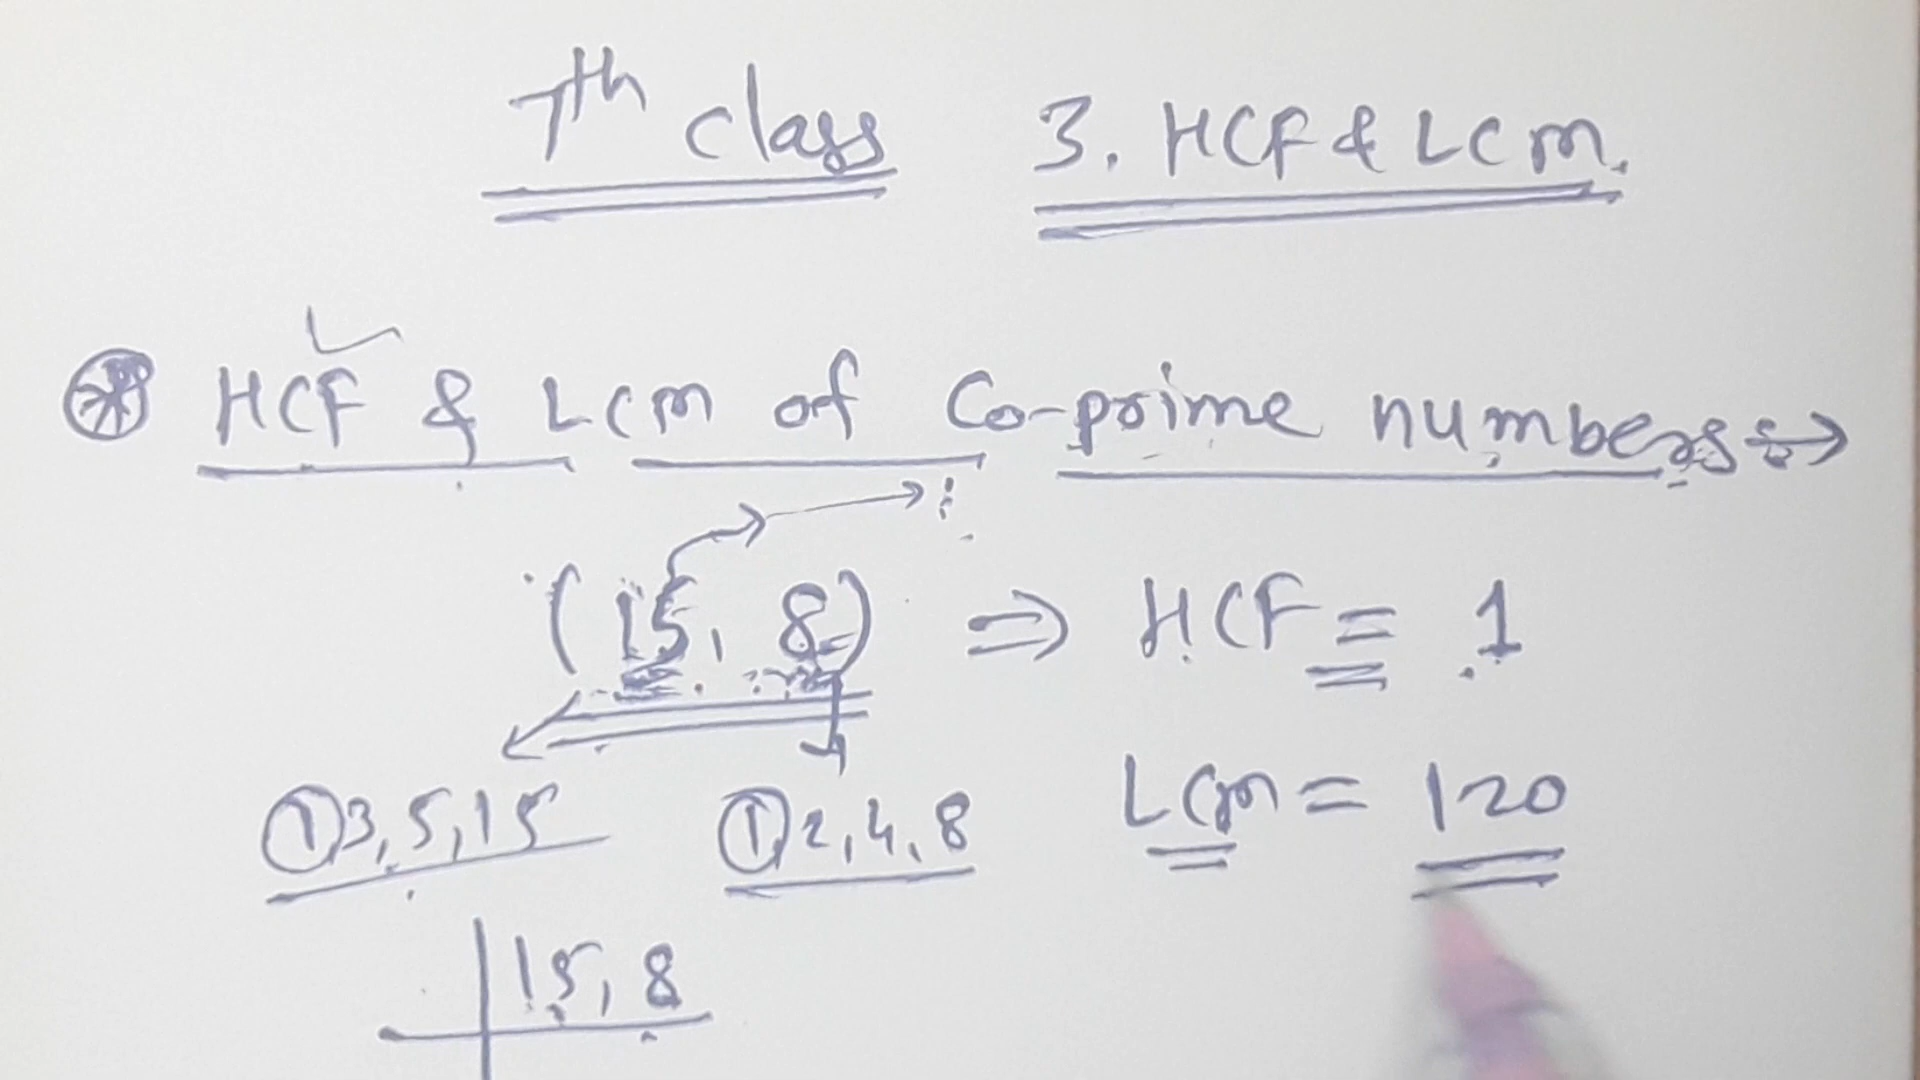 7th class 3. HCF & LCM.
HCF & LCM of Co-prime numbers :→
(15, 8) ⇒ HCF = 1
LCM = 120
① 3, 5, 15 ① 2, 4, 8
15, 8